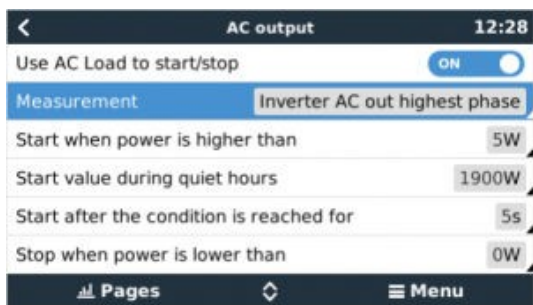 AC output 12:28
Use AC Load to start/stop ON
Measurement Inverter AC out highest phase
Start when power is higher than 5W
Start value during quiet hours 1900W
Start after the condition is reached for 5s
Stop when power is lower than 0W
Pages Menu